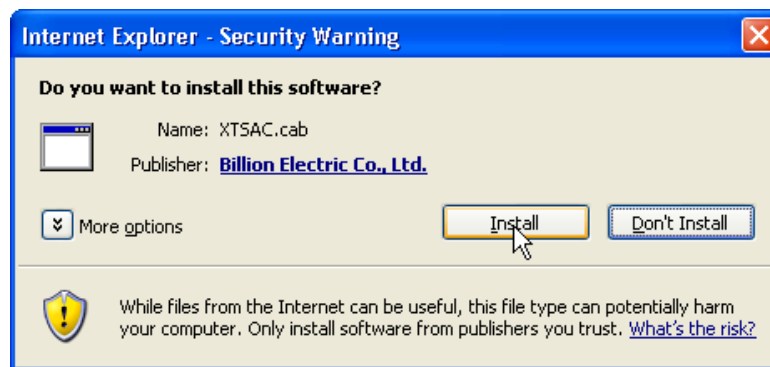 Internet Explorer - Security Warning
Do you want to install this software?
Name: XTSAC.cab
Publisher: Billion Electric Co., Ltd.
More options
Install
Don't Install
While files from the Internet can be useful, this file type can potentially harm
your computer. Only install software from publishers you trust. What's the risk?